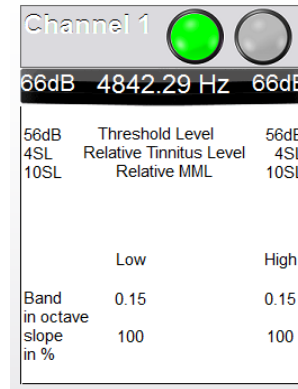 Channel 1
66dB 4842.29 Hz 66dB
56dB Threshold Level 56dB
4SL Relative Tinnitus Level 4SL
10SL Relative MML 10SL
Low High
Band 0.15 0.15
in octave
slope 100 100
in %